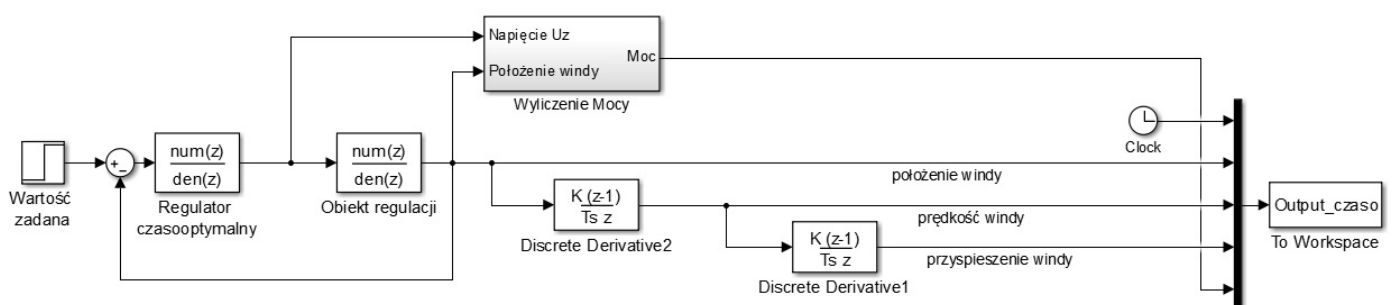 Napięcie Uz
Położenie windy
Moc
Wyliczenie Mocy
Clock
+
−
num(z)
den(z)
num(z)
den(z)
Wartość
zadana
Regulator
czasooptymalny
Obiekt regulacji
położenie windy
K (z-1)
Ts z
Discrete Derivative2
prędkość windy
K (z-1)
Ts z
Discrete Derivative1
przyspieszenie windy
Output_czaso
To Workspace